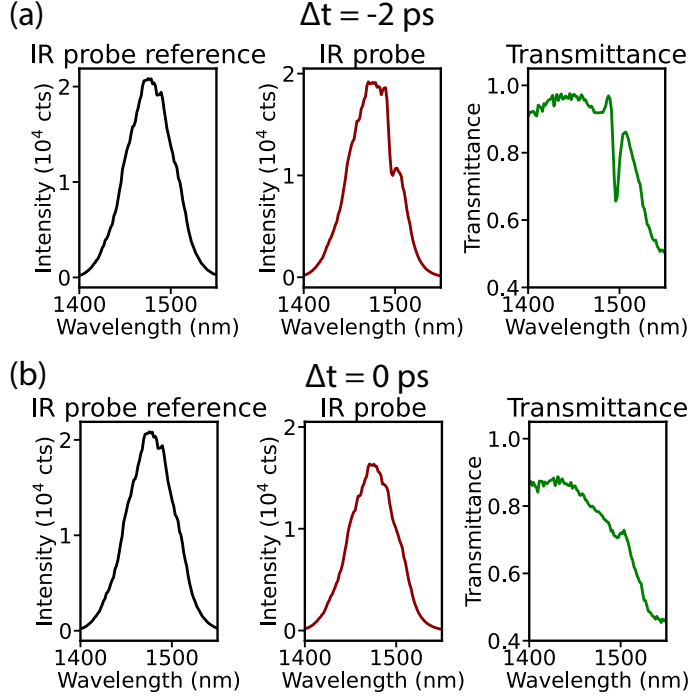 (a)
Δt = -2 ps
IR probe reference
IR probe
Transmittance
Intensity (10⁴ cts)
2
1
0
1400
1500
Wavelength (nm)
Intensity (10⁴ cts)
2
1
0
1400
1500
Wavelength (nm)
Transmittance
1.0
0.8
0.6
0.4
1400
1500
Wavelength (nm)
(b)
Δt = 0 ps
IR probe reference
IR probe
Transmittance
Intensity (10⁴ cts)
2
1
0
1400
1500
Wavelength (nm)
Intensity (10⁴ cts)
2
1
0
1400
1500
Wavelength (nm)
Transmittance
1.0
0.8
0.6
0.4
1400
1500
Wavelength (nm)